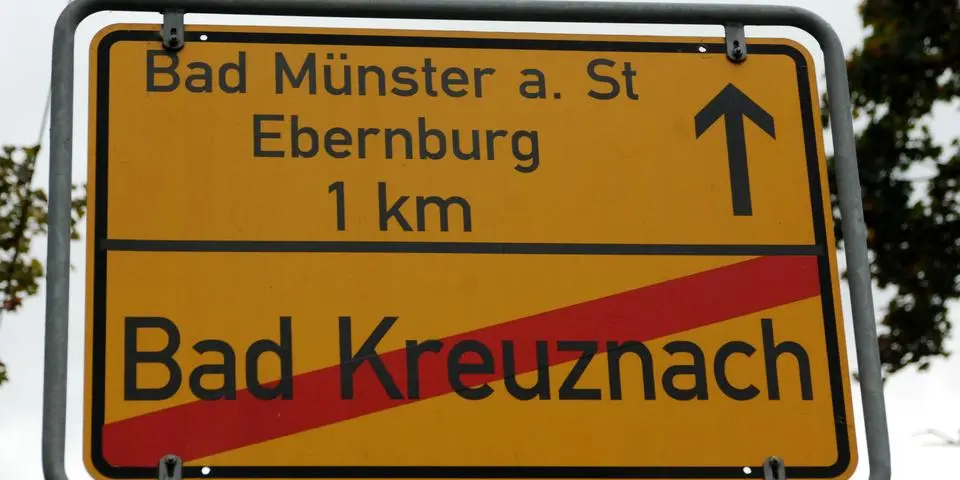 Bad Münster a. St
Ebernburg
1 km
Bad Kreuznach